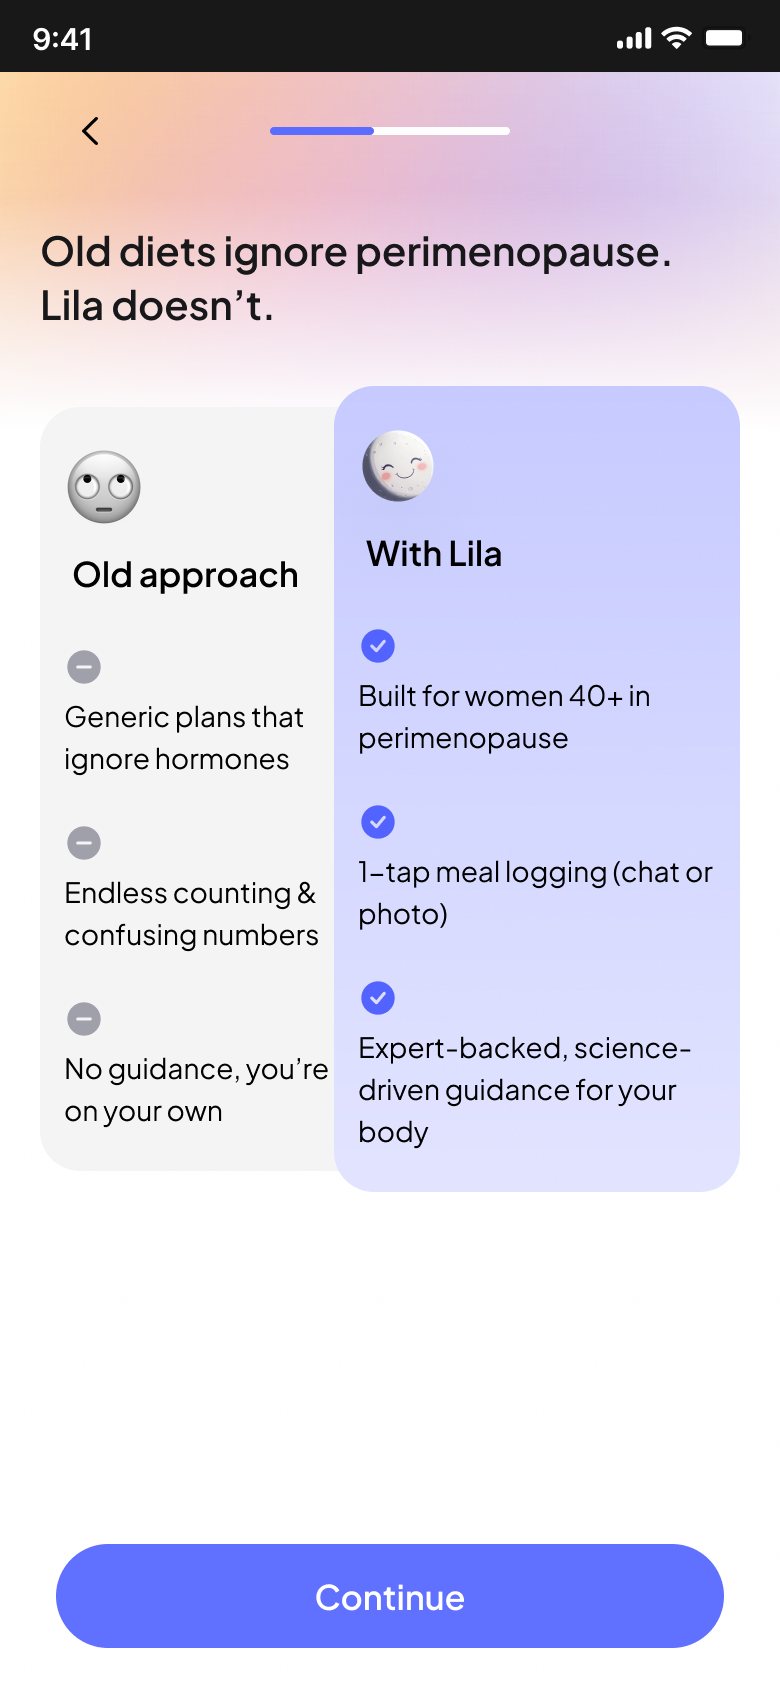 9:41
Old diets ignore perimenopause.
Lila doesn’t.
Old approach
Generic plans that
ignore hormones
Endless counting &
confusing numbers
No guidance, you’re
on your own
With Lila
Built for women 40+ in
perimenopause
1–tap meal logging (chat or
photo)
Expert-backed, science-
driven guidance for your
body
Continue